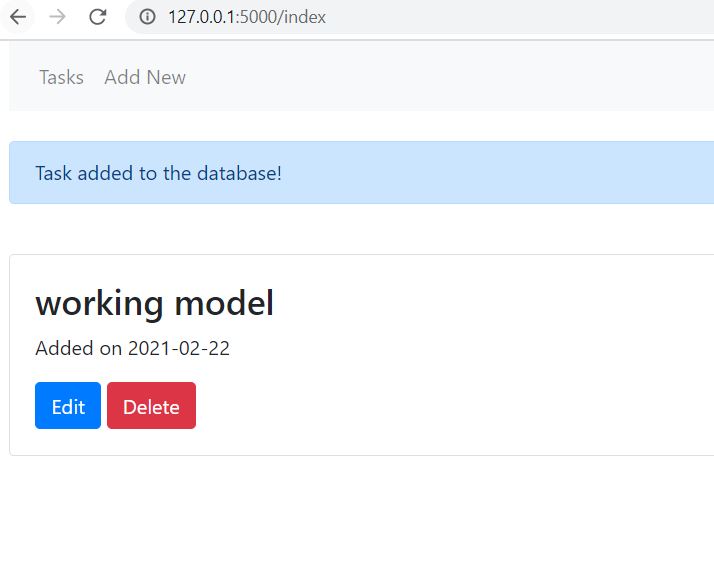 127.0.0.1:5000/index
Tasks Add New
Task added to the database!
working model
Added on 2021-02-22
Edit Delete